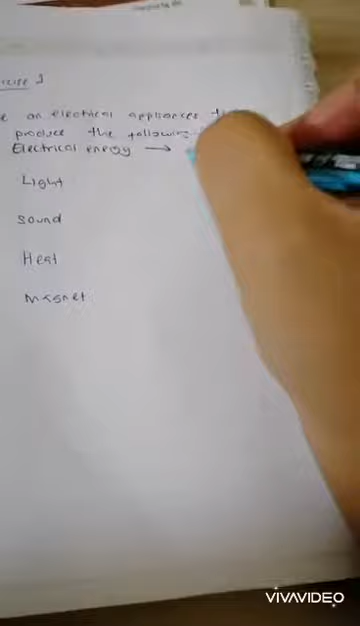 an electrical appliances
produce the following
Electrical energy →
Light
Sound
Heat
Magnet
VIVAVIDEO